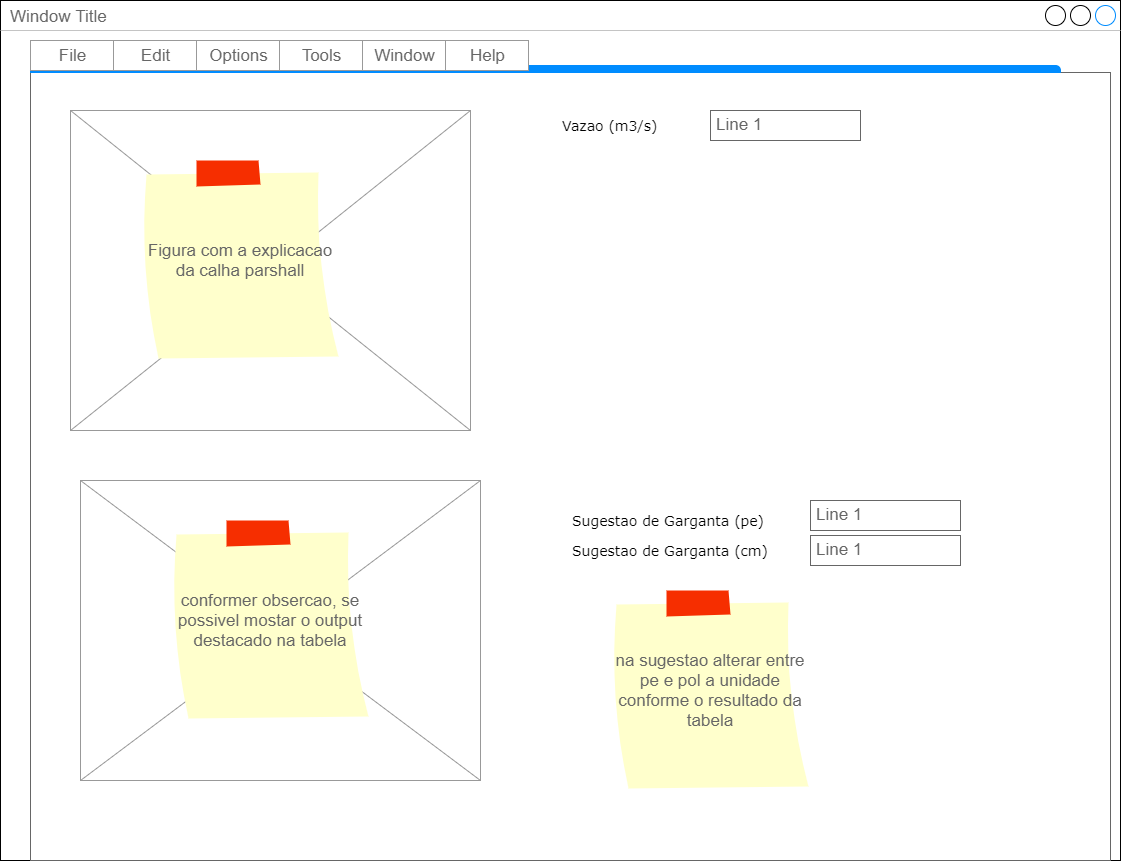 Window Title
File Edit Options Tools Window Help
Vazao (m3/s) Line 1
Figura com a explicacao
da calha parshall
Sugestao de Garganta (pe) Line 1
Sugestao de Garganta (cm) Line 1
conformer obsercao, se
possivel mostar o output
destacado na tabela
na sugestao alterar entre
pe e pol a unidade
conforme o resultado da
tabela